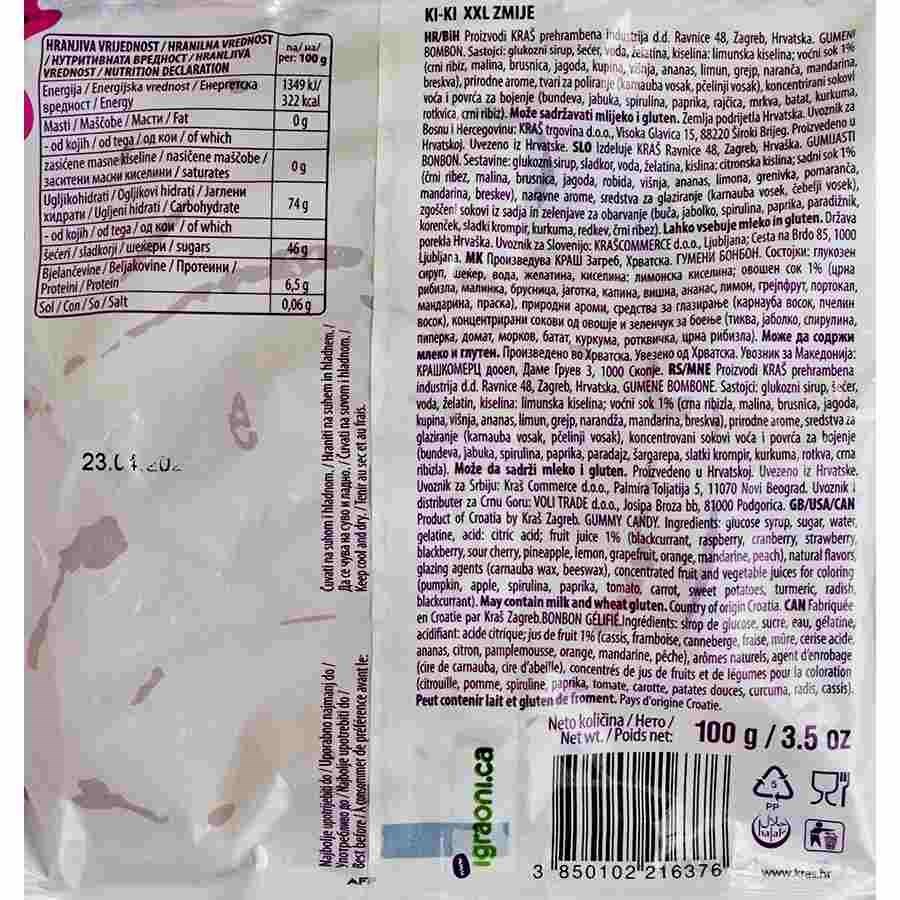 HRANJIVA VRIJEDNOST / HRANILNA VREDNOST
/ НУТРИТИВНАТА ВРЕДНОСТ / HRANLJIVA
VREDNOST / NUTRITION DECLARATION
na/ на/
per: 100 g
Energija / Energijska vrednost / Енергетска
вредност / Energy
1349 kJ/
322 kcal
Masti / Maščobe / Масти / Fat
0 g
- od kojih / od tega / од кои / of which
zasićene masne kiseline / nasičene maščobe /
заситени масни киселини / saturates
0 g
Ugljikohidrati / Ogljikovi hidrati / Јаглени
хидрати / Ugljeni hidrati / Carbohydrate
74 g
- od kojih / od tega / од кои / of which
šećeri / sladkorji / шеќери / sugars
46 g
Bjelančevine / Beljakovine / Протеини /
Proteini / Protein
6,5 g
Sol / Con / So / Salt
0,06 g
23.
Čuvati na suhom i hladnom. / Hraniti na suhem in hladnem. /
Да се чува на суво и ладно. / Čuvati na suvom i hladnom. /
Keep cool and dry. / Tenir au sec et au frais.
Najbolje upotrijebiti do / Uporabno najmanj do /
Употребливо до / Najbolje upotrebiti do /
Best before / À consommer de préférence avant le:
KI-KI XXL ZMIJE
HR/BiH Proizvodi KRAŠ prehrambena industrija d.d. Ravnice 48, Zagreb, Hrvatska. GUMENI
BOMBON. Sastojci: glukozni sirup, šećer, voda, želatina, kiselina: limunska kiselina; voćni sok 1%
(crni ribiz, malina, brusnica, jagoda, kupina, višnja, ananas, limun, grejp, naranča, mandarina,
breskva), prirodne arome, tvari za poliranje (karnauba vosak, pčelinji vosak), koncentrirani sokovi
voća i povrća za bojenje (bundeva, jabuka, spirulina, paprika, rajčica, mrkva, batat, kurkuma,
rotkvica, crni ribiz). Može sadržavati mlijeko i gluten. Zemlja podrijetla Hrvatska. Uvoznik za
Bosnu i Hercegovinu: KRAŠ trgovina d.o.o., Visoka Glavica 15, 88220 Široki Brijeg. Proizvedeno u
Hrvatskoj. Uvezeno iz Hrvatske. SLO Izdeluje KRAŠ Ravnice 48, Zagreb, Hrvaška. GUMIJASTI
BONBON. Sestavine: glukozni sirup, sladkor, voda, želatina, kislina: citronska kislina; sadni sok 1%
(črni ribez, malina, brusnica, jagoda, robida, višnja, ananas, limona, grenivka, pomaranča,
mandarina, breskev), naravne arome, sredstva za glaziranje (karnauba vosek, čebelji vosek),
zgoščeni sokovi iz sadja in zelenjave za obarvanje (buča, jabolko, spirulina, paprika, paradižnik,
korenček, sladki krompir, kurkuma, redkev, črni ribez). Lahko vsebuje mleko in gluten. Država
porekla Hrvaška. Uvoznik za Slovenijo: KRAŠCOMMERCE d.o.o., Ljubljana; Cesta na Brdo 85, 1000
Ljubljana. МК Произведува КРАШ Загреб, Хрватска. ГУМЕНИ БОНБОН. Состојки: глукозен
сируп, шеќер, вода, желатина, киселина: лимонска киселина; овошен сок 1% (црна
рибизла, малинка, брусница, јаготка, капина, вишна, ананас, лимон, грејпфрут, портокал,
мандарина, праска), природни ароми, средства за глазирање (карнауба восок, пчелин
восок), концентрирани сокови од овошје и зеленчук за боење (тиква, јаболко, спирулина,
пиперка, домат, морков, батат, куркума, ротквичка, црна рибизла). Може да содржи
млеко и глутен. Произведено во Хрватска. Увезено од Хрватска. Увозник за Македонија:
КРАШКОМЕРЦ дооел, Даме Груев 3, 1000 Скопје. RS/MNE Proizvodi KRAŠ prehrambena
industrija d.d. Ravnice 48, Zagreb, Hrvatska. GUMENE BOMBONE. Sastojci: glukozni sirup, šećer,
voda, želatin, kiselina: limunska kiselina; voćni sok 1% (crna ribizla, malina, brusnica, jagoda,
kupina, višnja, ananas, limun, grejp, narandža, mandarina, breskva), prirodne arome, sredstva za
glaziranje (karnauba vosak, pčelinji vosak), koncentrovani sokovi voća i povrća za bojenje
(bundeva, jabuka, spirulina, paprika, paradajz, šargarepa, slatki krompir, kurkuma, rotkva, crna
ribizla). Može da sadrži mleko i gluten. Proizvedeno u Hrvatskoj. Uvezeno iz Hrvatske.
Uvoznik za Srbiju: Kraš Commerce d.o.o., Palmira Toljatija 5, 11070 Novi Beograd. Uvoznik i
distributer za Crnu Goru: VOLI TRADE d.o.o., Josipa Broza bb, 81000 Podgorica. GB/USA/CAN
Product of Croatia by Kraš Zagreb. GUMMY CANDY. Ingredients: glucose syrup, sugar, water,
gelatine, acid: citric acid; fruit juice 1% (blackcurrant, raspberry, cranberry, strawberry,
blackberry, sour cherry, pineapple, lemon, grapefruit, orange, mandarine, peach), natural flavors,
glazing agents (carnauba wax, beeswax), concentrated fruit and vegetable juices for coloring
(pumpkin, apple, spirulina, paprika, tomato, carrot, sweet potatoes, turmeric, radish,
blackcurrant). May contain milk and wheat gluten. Country of origin Croatia. CAN Fabriquée
en Croatie par Kraš Zagreb.BONBON GÉLIFIÉ.Ingrédients: sirop de glucose, sucre, eau, gélatine,
acidifiant: acide citrique; jus de fruit 1% (cassis, framboise, canneberge, fraise, mûre, cerise acide,
ananas, citron, pamplemousse, orange, mandarine, pêche), arômes naturels, agent d'enrobage
(cire de carnauba, cire d'abeille), concentrés de jus de fruits et de légumes pour la coloration
(citrouille, pomme, spiruline, paprika, tomate, carotte, patates douces, curcuma, radis, cassis).
Peut contenir lait et gluten de froment. Pays d'origine Croatie.
Neto količina / Нето /
Net wt. / Poids net:
100 g / 3.5 oz
igraoni.ca
5
PP
حلال
halal
3 850102 216376
www.kras.hr